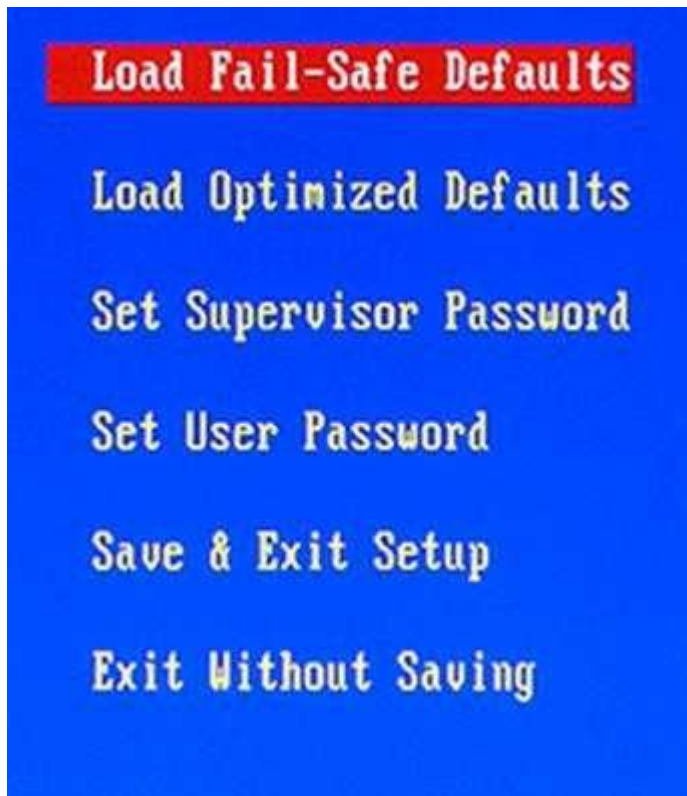 Load Fail-Safe Defaults
Load Optimized Defaults
Set Supervisor Password
Set User Password
Save & Exit Setup
Exit Without Saving